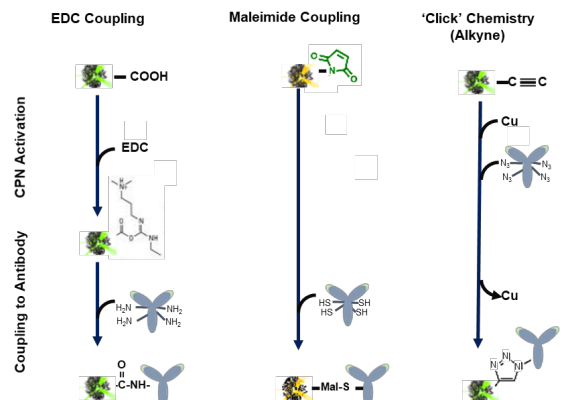 EDC Coupling
Maleimide Coupling
‘Click’ Chemistry
(Alkyne)
CPN Activation
Coupling to Antibody
COOH
EDC
H
N
N
O
O
NH
H₂N
NH₂
H₂N
NH₂
O
C-NH-
O
N
O
HS
SH
HS
SH
Mal-S
C≡C
Cu
N₃
N₃
N₃
N₃
Cu
N
N
N